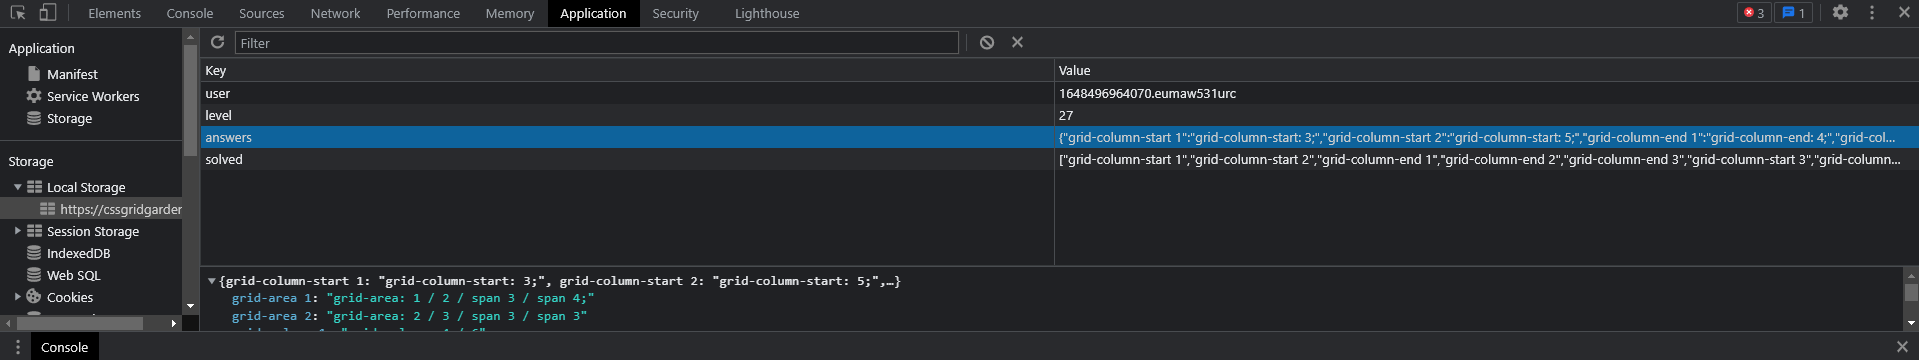 Elements Console Sources Network Performance Memory Application Security Lighthouse 3 1
Application
Manifest
Service Workers
Storage
Storage
Local Storage
https://cssgridgarden
Session Storage
IndexedDB
Web SQL
Cookies
Filter
Key Value
user 1648496964070.eumaw531urc
level 27
answers {"grid-column-start 1":"grid-column-start: 3;","grid-column-start 2":"grid-column-start: 5;","grid-column-end 1":"grid-column-end: 4;","grid-col...
solved ["grid-column-start 1","grid-column-start 2","grid-column-end 1","grid-column-end 2","grid-column-end 3","grid-column-start 3","grid-column...
{grid-column-start 1: "grid-column-start: 3;", grid-column-start 2: "grid-column-start: 5;",…}
grid-area 1: "grid-area: 1 / 2 / span 3 / span 4;"
grid-area 2: "grid-area: 2 / 3 / span 3 / span 3"
Console